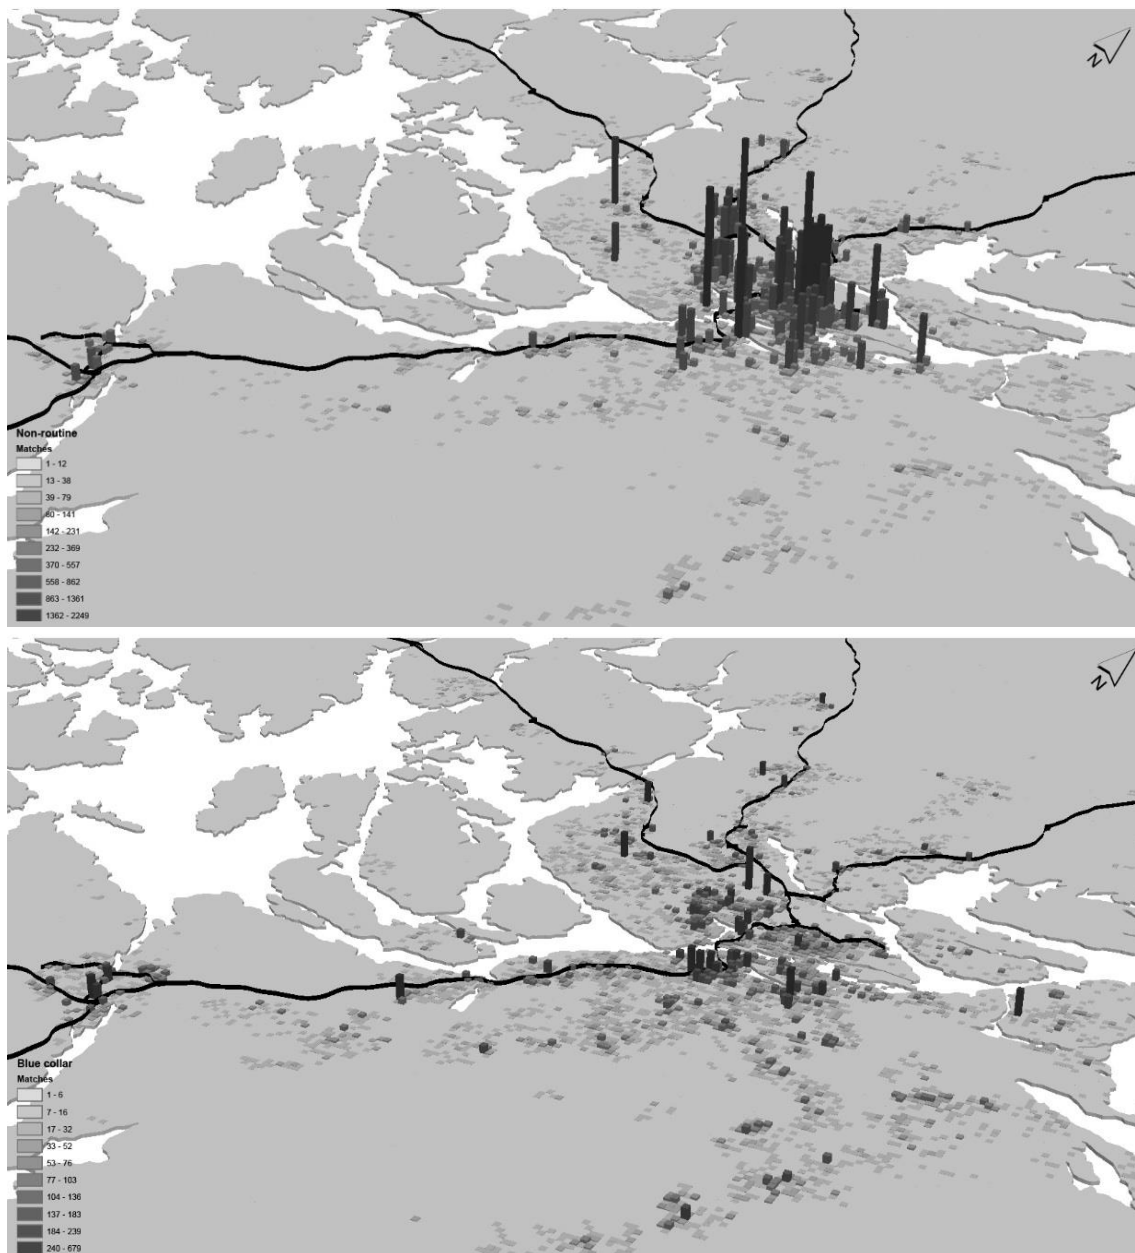 N
Non-routine
Matches
1 - 12
13 - 38
39 - 79
80 - 141
142 - 231
232 - 369
370 - 557
558 - 862
863 - 1361
1362 - 2249
N
Blue collar
Matches
1 - 6
7 - 16
17 - 32
33 - 52
53 - 76
77 - 103
104 - 136
137 - 183
184 - 239
240 - 679